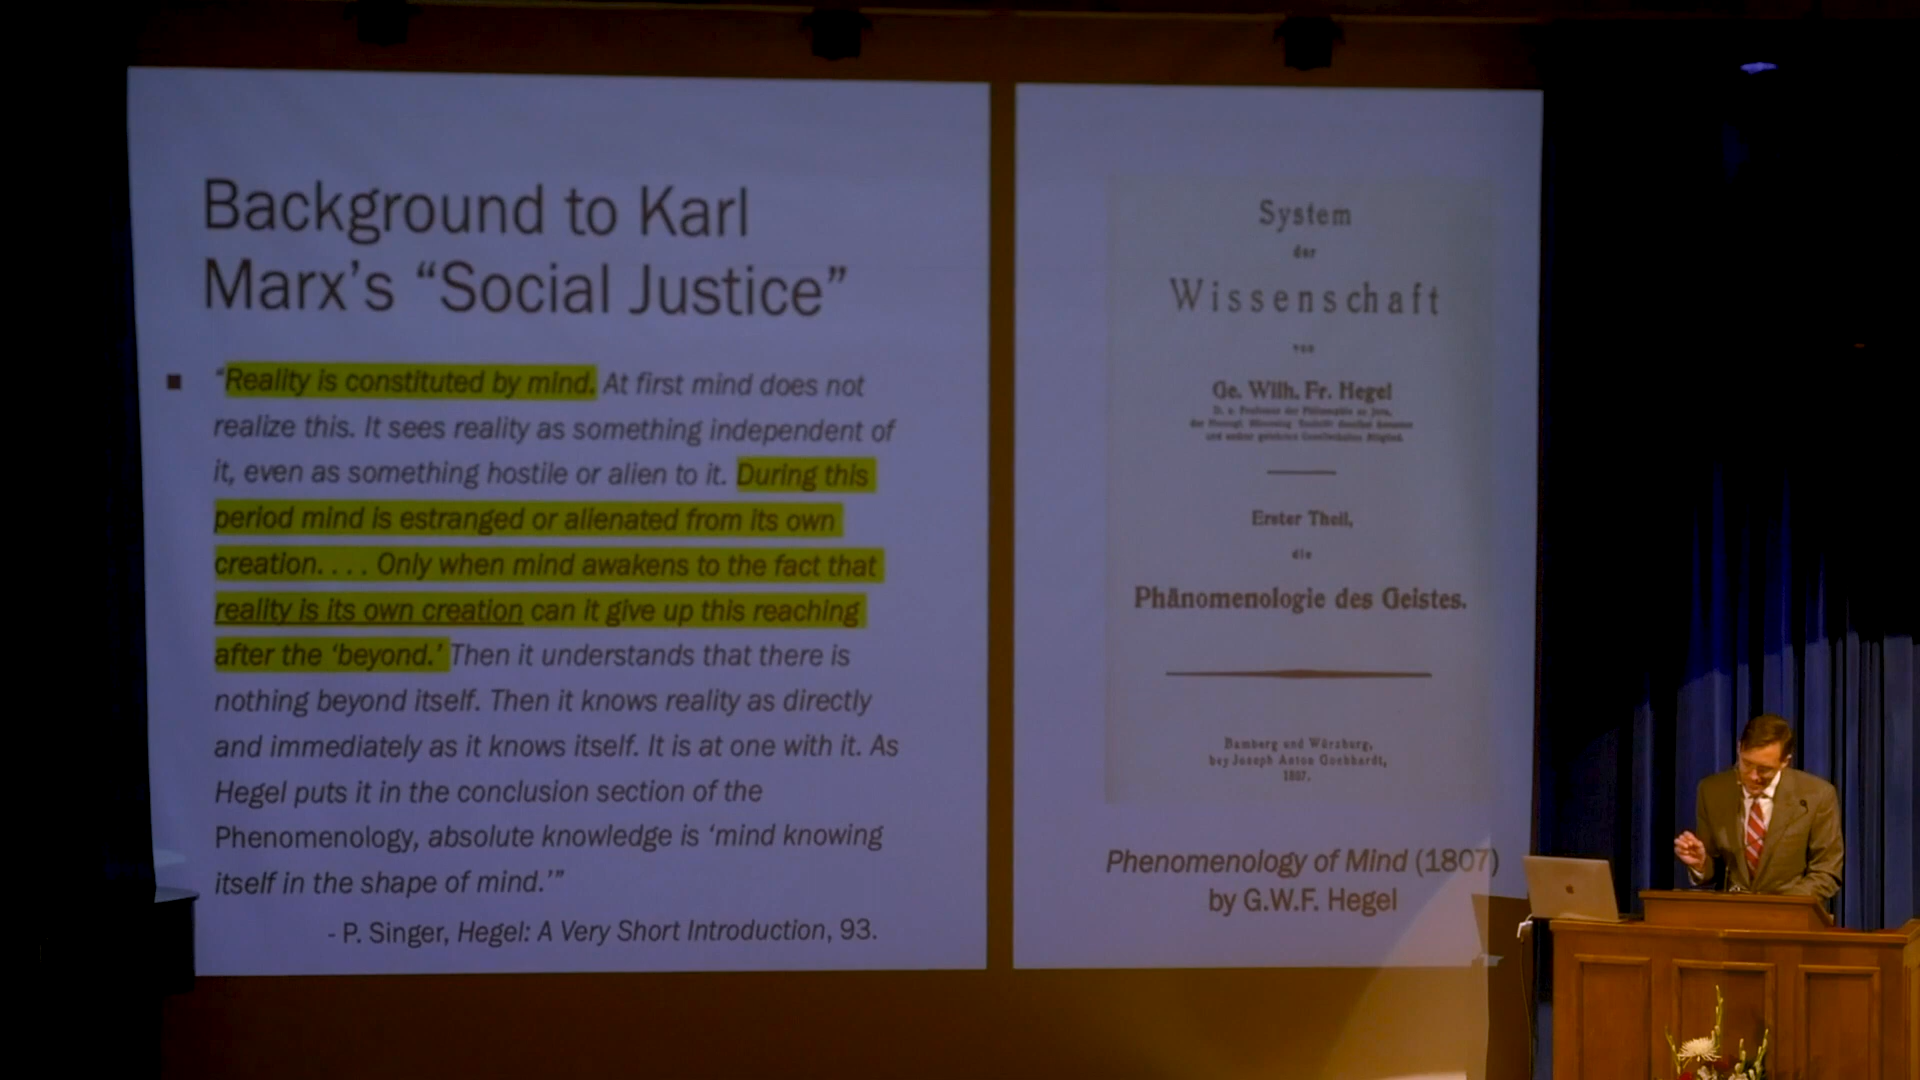 Background to Karl
Marx's “Social Justice”
■ “Reality is constituted by mind. At first mind does not
realize this. It sees reality as something independent of
it, even as something hostile or alien to it. During this
period mind is estranged or alienated from its own
creation. . . . Only when mind awakens to the fact that
reality is its own creation can it give up this reaching
after the ‘beyond.’ Then it understands that there is
nothing beyond itself. Then it knows reality as directly
and immediately as it knows itself. It is at one with it. As
Hegel puts it in the conclusion section of the
Phenomenology, absolute knowledge is ‘mind knowing
itself in the shape of mind.’”
- P. Singer, Hegel: A Very Short Introduction, 93.
System
der
Wissenschaft
von
Ge. Wilh. Fr. Hegel
Erster Theil,
die
Phänomenologie des Geistes.
Bamberg und Würzburg,
bey Joseph Anton Goebhardt,
1807.
Phenomenology of Mind (1807)
by G.W.F. Hegel